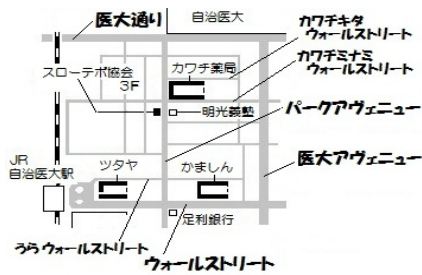 医大通り
自治医大
カワチキタ
ウォールストリート
カワチミナミ
ウォールストリート
スローテポ協会
3F
カワチ薬局
明光義塾
パークアヴェニュー
医大アヴェニュー
JR
自治医大駅
ツタヤ
かましん
足利銀行
うらウォールストリート
ウォールストリート